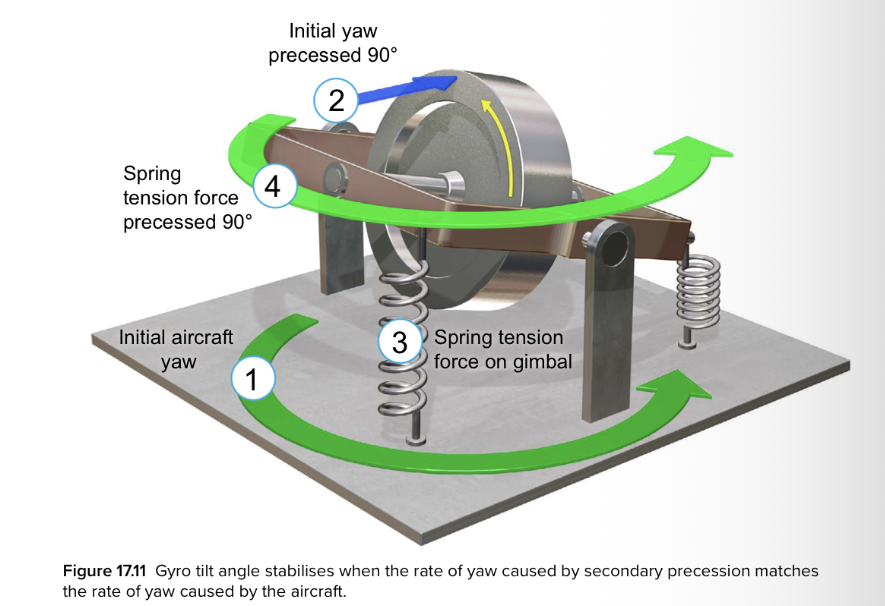 Initial yaw
precessed 90°
2
Spring
tension force
precessed 90°
4
Initial aircraft
yaw
1
3
Spring tension
force on gimbal
Figure 17.11 Gyro tilt angle stabilises when the rate of yaw caused by secondary precession matches
the rate of yaw caused by the aircraft.